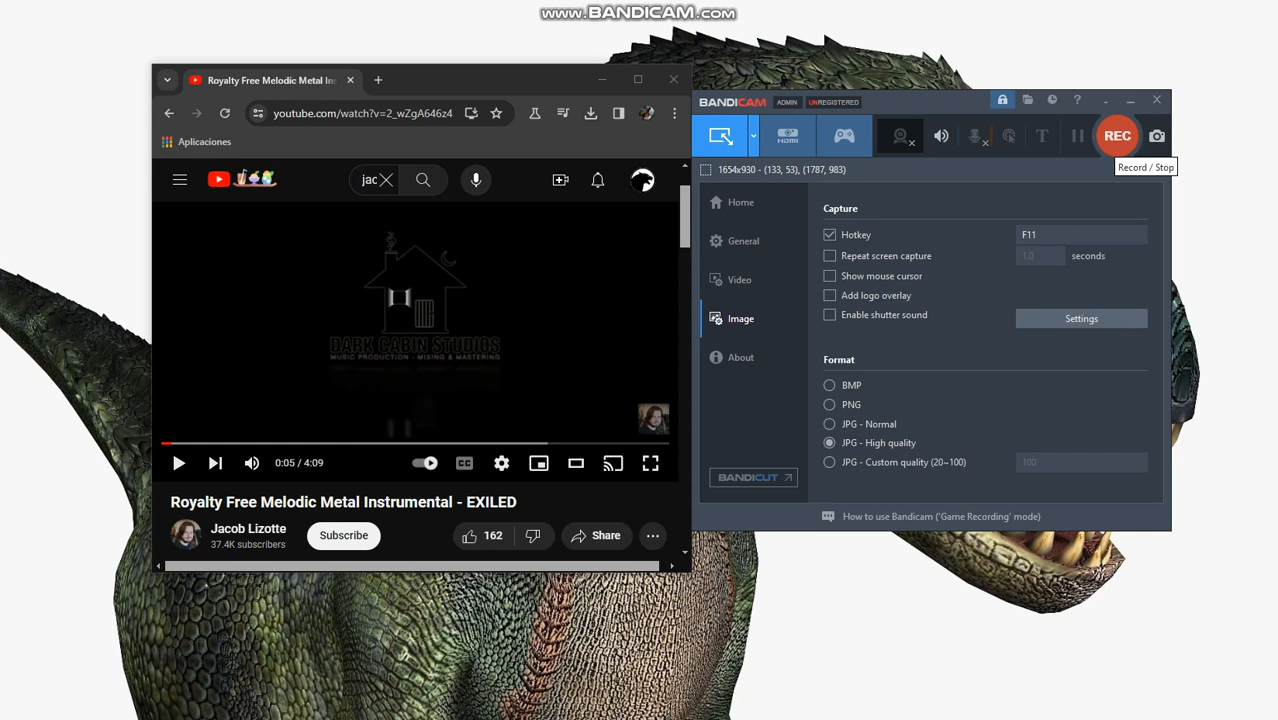 www.BANDICAM.com
Royalty Free Melodic Metal In
youtube.com/watch?v=2_wZgA646z4
Aplicaciones
jac
DARK CABIN STUDIOS
MUSIC PRODUCTION - MIXING & MASTERING
0:05 / 4:09
CC
Royalty Free Melodic Metal Instrumental - EXILED
Jacob Lizotte
37.4K subscribers
Subscribe
162
Share
BANDICAM
ADMIN
UNREGISTERED
HDMI
T
REC
Record / Stop
1654x930 - (133, 53), (1787, 983)
Home
General
Video
Image
About
BANDICUT
Capture
Hotkey
F11
Repeat screen capture
1.0
seconds
Show mouse cursor
Add logo overlay
Enable shutter sound
Settings
Format
BMP
PNG
JPG - Normal
JPG - High quality
JPG - Custom quality (20~100)
100
How to use Bandicam ('Game Recording' mode)